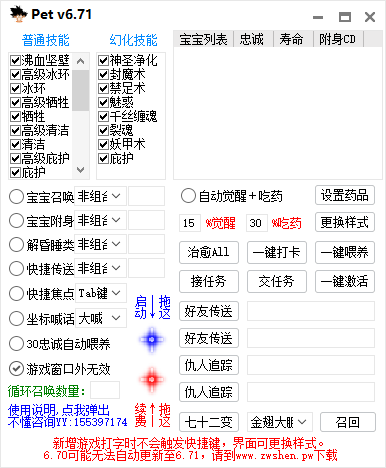 Pet v6.71
普通技能
沸血坚壁
高级冰环
冰环
高级牺牲
牺牲
高级清洁
清洁
高级庇护
庇护
幻化技能
神圣净化
封魔术
禁足术
魅惑
千丝缠魂
裂魂
妖甲术
庇护
宝宝列表 忠诚 寿命 附身CD
宝宝召唤 非组合
宝宝附身 非组合
解昏睡类 非组合
快捷传送 非组合
快捷焦点 Tab键
坐标喊话 大喊
30忠诚自动喂养
游戏窗口外无效
循环召唤数量:
使用说明,点我弹出
不懂咨询YY:155397174
启动↓拖这
续费↑拖这
自动觉醒+吃药 设置药品
15 %觉醒 30 %吃药 更换样式
治愈All 一键打卡 一键喂养
接任务 交任务 一键激活
好友传送
好友传送
仇人追踪
仇人追踪
七十二变 金翅大鹏 召回
新增游戏打字时不会触发快捷键，界面可更换样式。
6.70可能无法自动更新至6.71，请到www.zwshen.pw下载